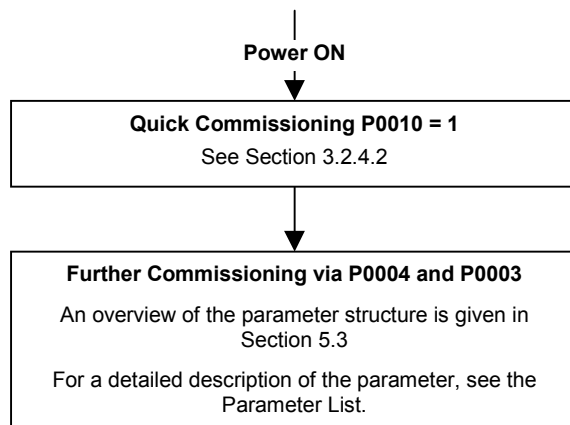 Power ON
Quick Commissioning P0010 = 1
See Section 3.2.4.2
Further Commissioning via P0004 and P0003
An overview of the parameter structure is given in
Section 5.3
For a detailed description of the parameter, see the
Parameter List.